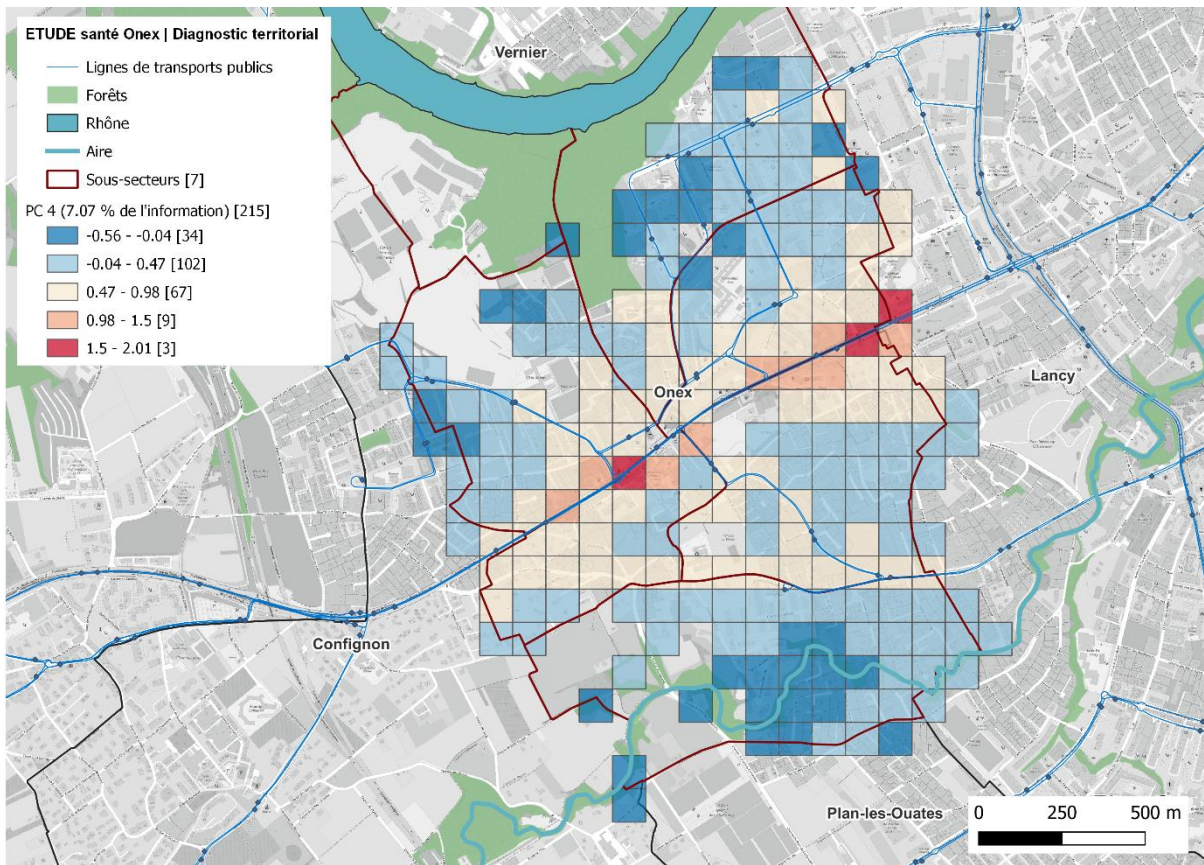 ETUDE santé Onex | Diagnostic territorial
Lignes de transports publics
Forêts
Rhône
Aire
Sous-secteurs [7]
PC 4 (7.07 % de l'information) [215]
-0.56 - -0.04 [34]
-0.04 - 0.47 [102]
0.47 - 0.98 [67]
0.98 - 1.5 [9]
1.5 - 2.01 [3]
Vernier
Lancy
Onex
Confignon
Plan-les-Ouates
0 250 500 m